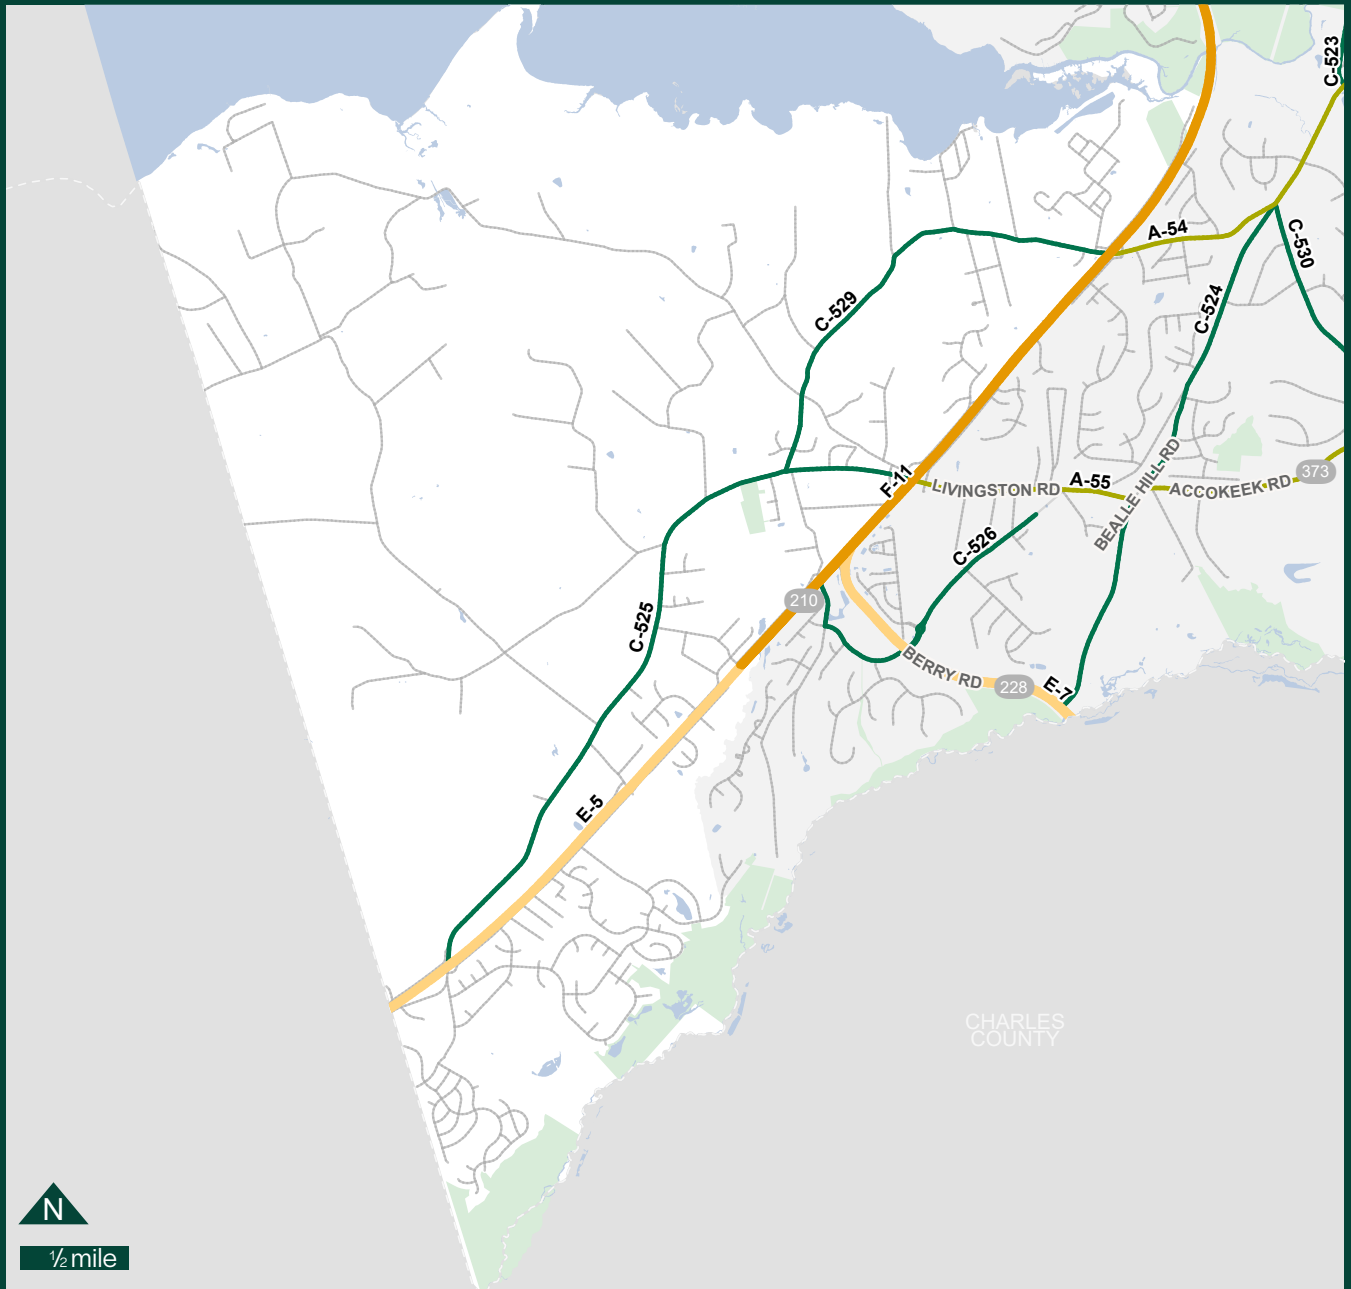 C-523
A-54
C-530
C-529
C-524
F-11
LIVINGSTON RD
A-55
BEALLE HILL RD
ACCOKEEK RD
373
C-526
210
C-525
BERRY RD
228
E-7
E-5
CHARLES
COUNTY
N
½ mile